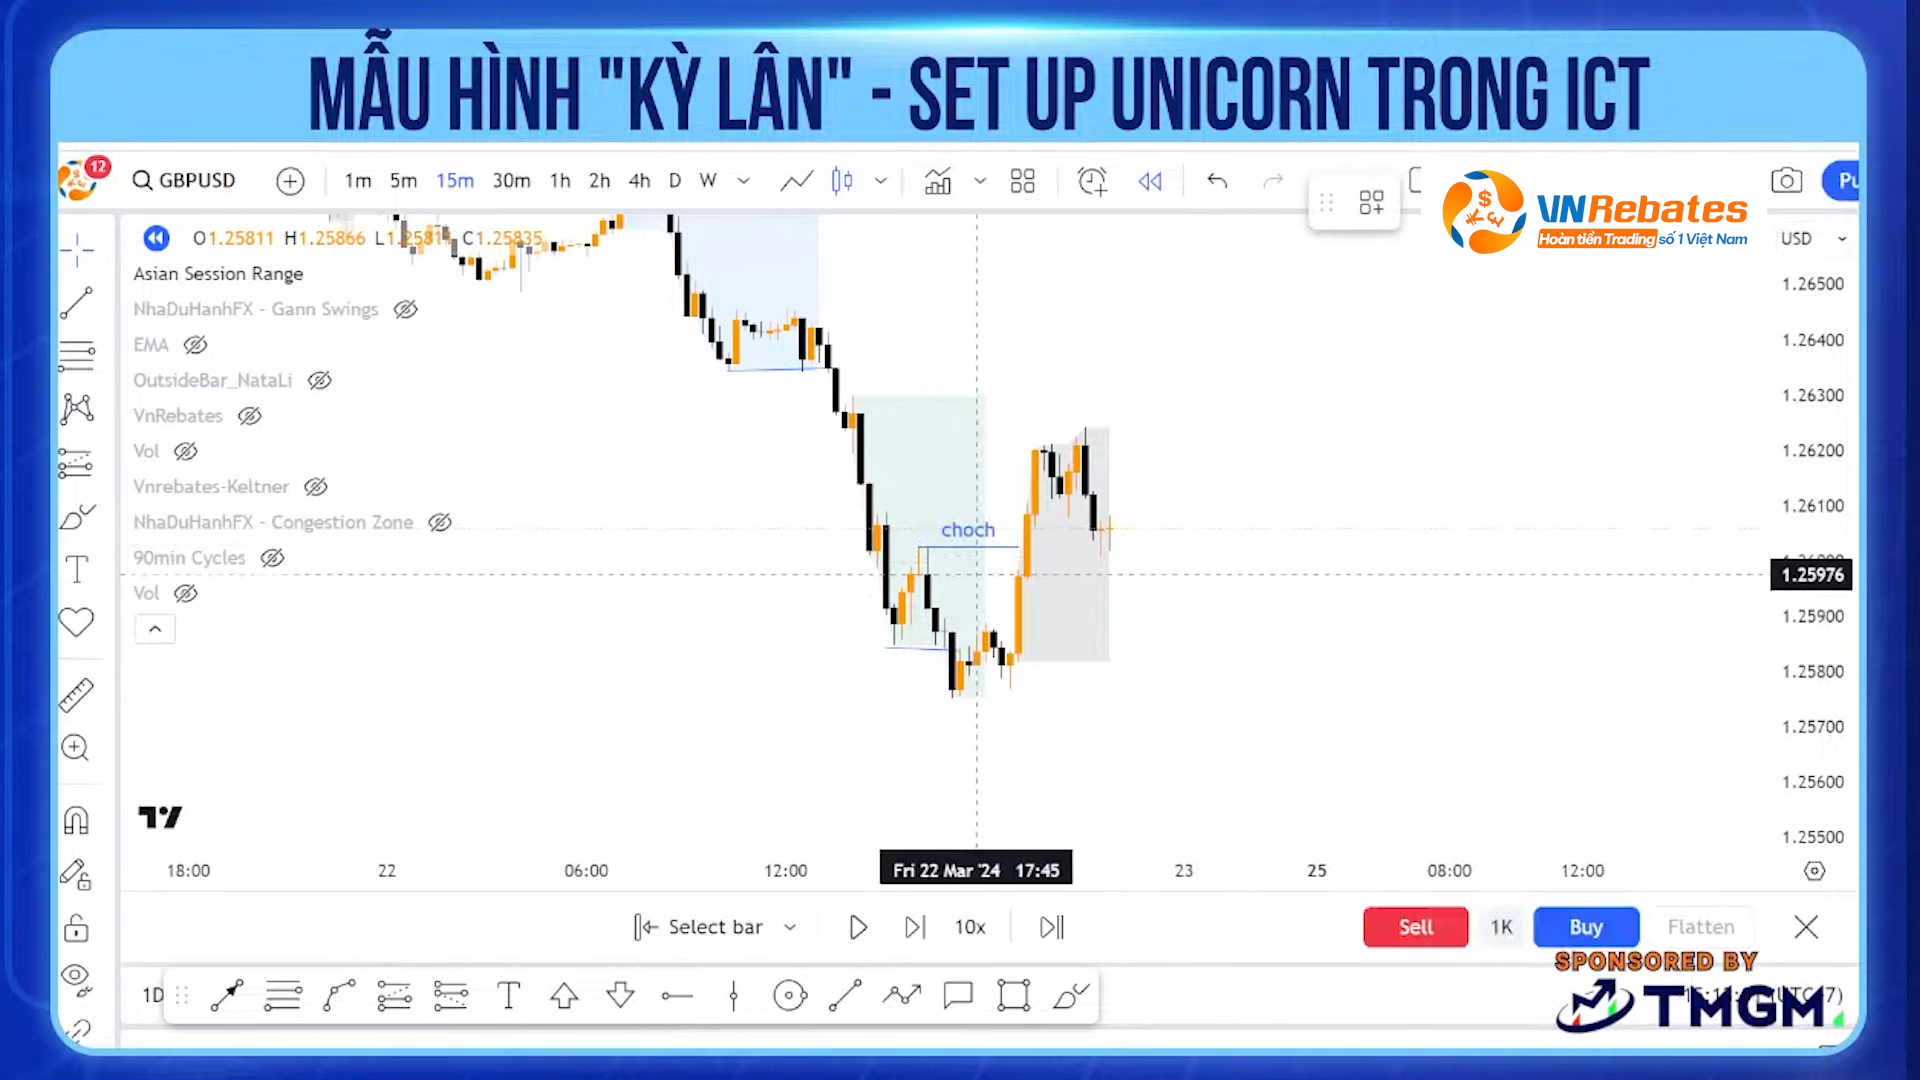 MẪU HÌNH "KỲ LÂN" - SET UP UNICORN TRONG ICT
12
GBPUSD
1m 5m 15m 30m 1h 2h 4h D W
Pu
VNRebates
Hoàn tiền Trading số 1 Việt Nam
USD
O1.25811 H1.25866 L1.25811 C1.25835
Asian Session Range
NhaDuHanhFX - Gann Swings
EMA
OutsideBar_NataLi
VnRebates
Vol
Vnrebates-Keltner
NhaDuHanhFX - Congestion Zone
90min Cycles
Vol
choch
1.26500
1.26400
1.26300
1.26200
1.26100
1.25976
1.25900
1.25800
1.25700
1.25600
1.25500
18:00 22 06:00 12:00 Fri 22 Mar '24 17:45 23 25 08:00 12:00
Select bar 10x Sell 1K Buy Flatten
SPONSORED BY
1D
TMGM